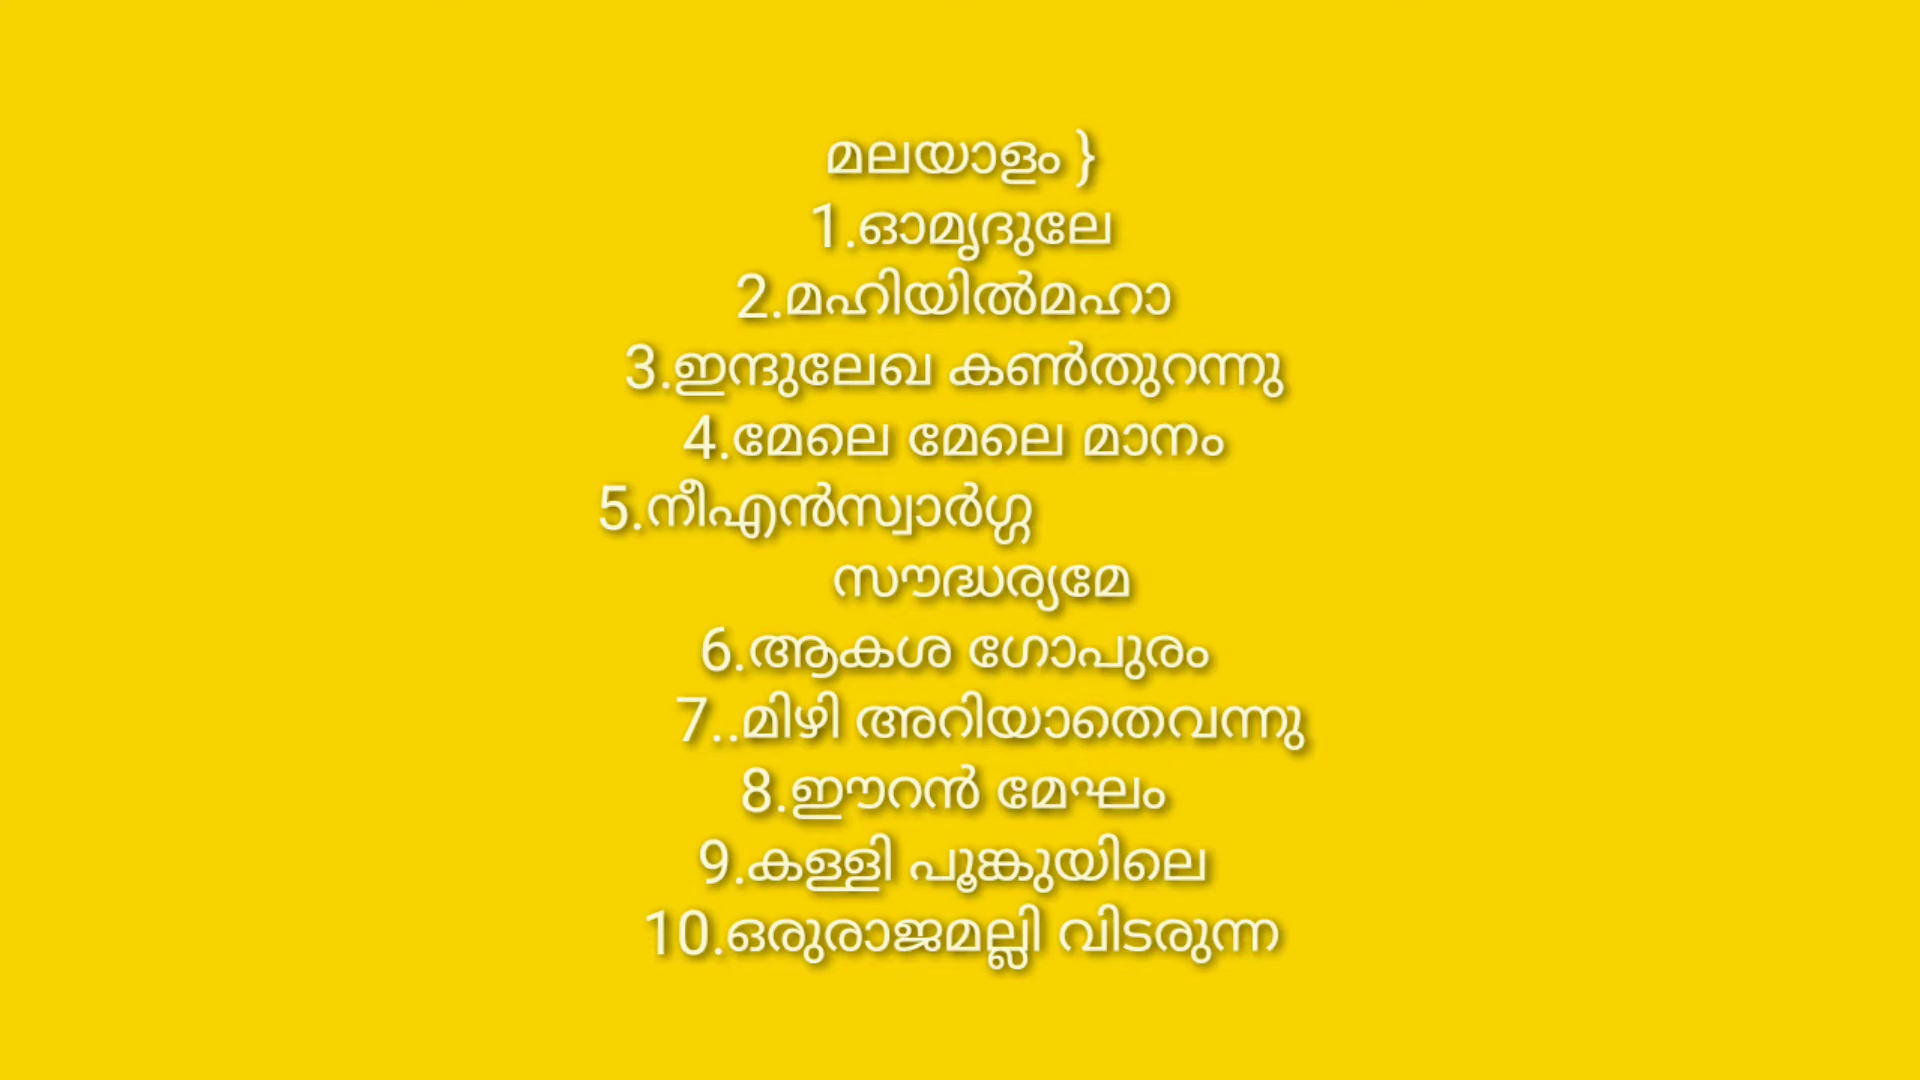 മലയാളം }
1.ഓമൃദുലേ
2.മഹിയിൽമഹാ
3.ഇന്ദുലേഖ കൺതുറന്നു
4.മേലെ മേലെ മാനം
5.നീഎൻസ്വാർഗ്ഗ
സൗദ്ധര്യമേ
6.ആകശ ഗോപുരം
7..മിഴി അറിയാതെവന്നു
8.ഈറൻ മേഘം
9.കള്ളി പൂങ്കുയിലെ
10.ഒരുരാജമല്ലി വിടരുന്ന